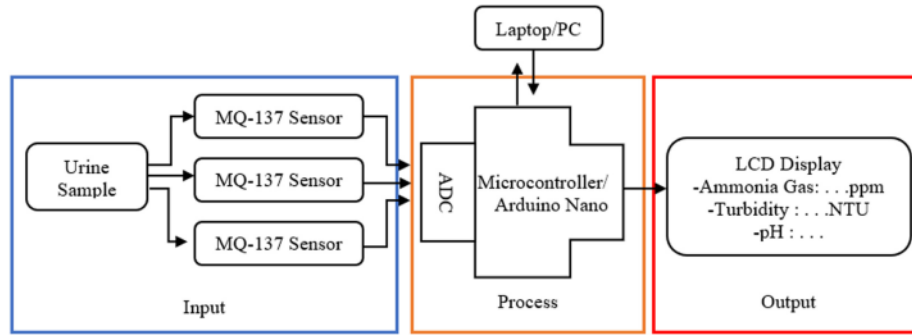 Laptop/PC
Urine
Sample
MQ-137 Sensor
MQ-137 Sensor
MQ-137 Sensor
Input
ADC
Microcontroller/
Arduino Nano
Process
LCD Display
-Ammonia Gas: . . .ppm
-Turbidity : . . .NTU
-pH : . . .
Output